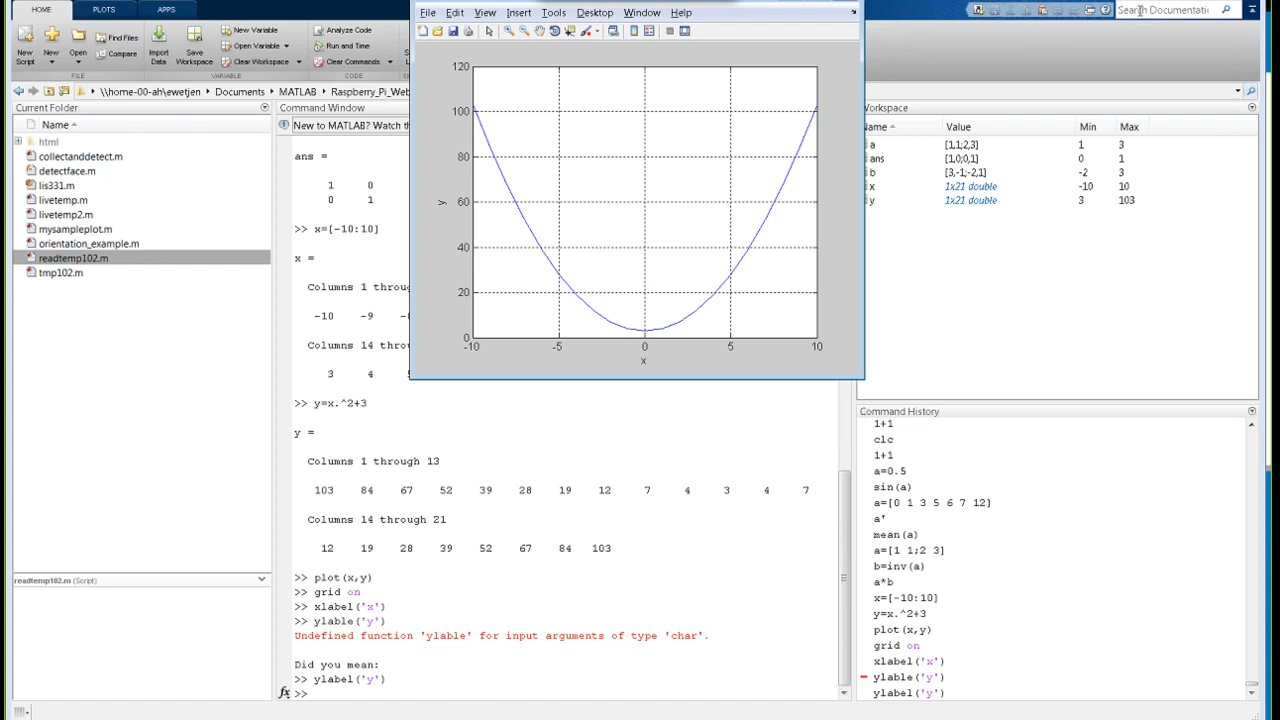 HOME PLOTS APPS
File Edit View Insert Tools Desktop Window Help
Search Documentati
New Script
New
Open
Find Files
Compare
Import Data
Save Workspace
New Variable
Open Variable
Clear Workspace
Analyze Code
Run and Time
Clear Commands
FILE VARIABLE CODE
\\home-00-ah\ewetjen Documents MATLAB Raspberry_Pi_Web
Current Folder
Name
html
collectanddetect.m
detectface.m
lis331.m
livetemp.m
livetemp2.m
mysampleplot.m
orientation_example.m
readtemp102.m
tmp102.m
readtemp102.m (Script)
Command Window
New to MATLAB? Watch th
ans =
1 0
0 1
>> x=[-10:10]
x =
Columns 1 throug
-10 -9
Columns 14 throu
3 4
>> y=x.^2+3
y =
Columns 1 through 13
103 84 67 52 39 28 19 12 7 4 3 4 7
Columns 14 through 21
12 19 28 39 52 67 84 103
>> plot(x,y)
>> grid on
>> xlabel('x')
>> ylable('y')
Undefined function 'ylable' for input arguments of type 'char'.
Did you mean:
>> ylabel('y')
fx >>
120
100
80
60
40
20
0
y
-10 -5 0 5 10
x
Workspace
Name Value Min Max
a [1,1;2,3] 1 3
ans [1,0;0,1] 0 1
b [3,-1;-2,1] -2 3
x 1x21 double -10 10
y 1x21 double 3 103
Command History
1+1
clc
1+1
a=0.5
sin(a)
a=[0 1 3 5 6 7 12]
a'
mean(a)
a=[1 1;2 3]
b=inv(a)
a*b
x=[-10:10]
y=x.^2+3
plot(x,y)
grid on
xlabel('x')
ylable('y')
ylabel('y')